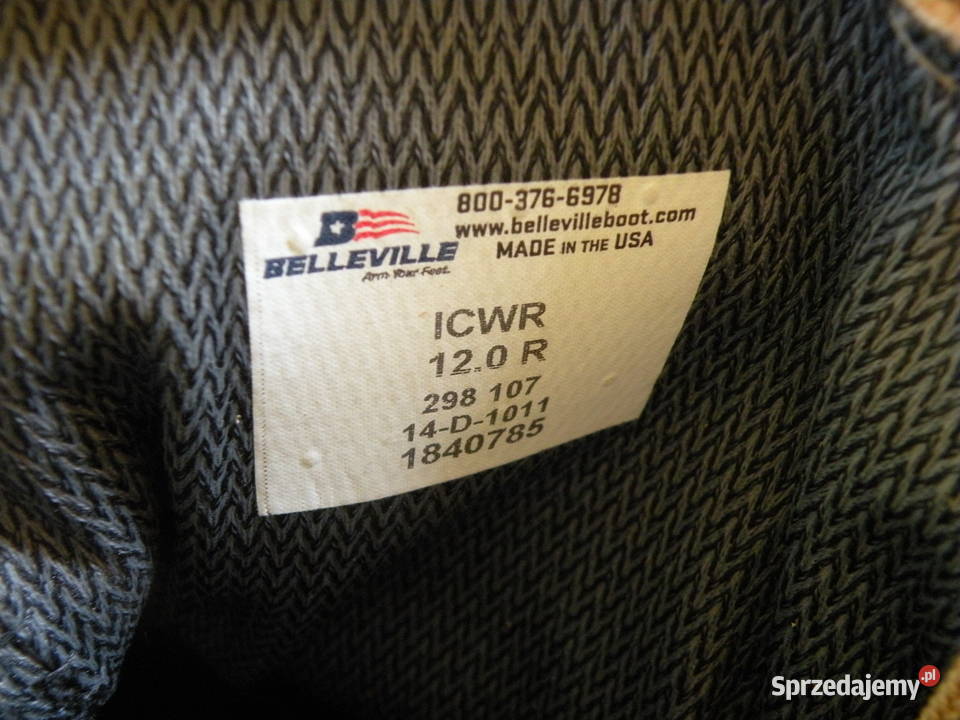 800-376-6978
B
www.bellevilleboot.com
BELLEVILLE
MADE IN THE USA
Arm Your Feet.
ICWR
12.0 R
298 107
14-D-1011
1840785
Sprzedajemy.pl